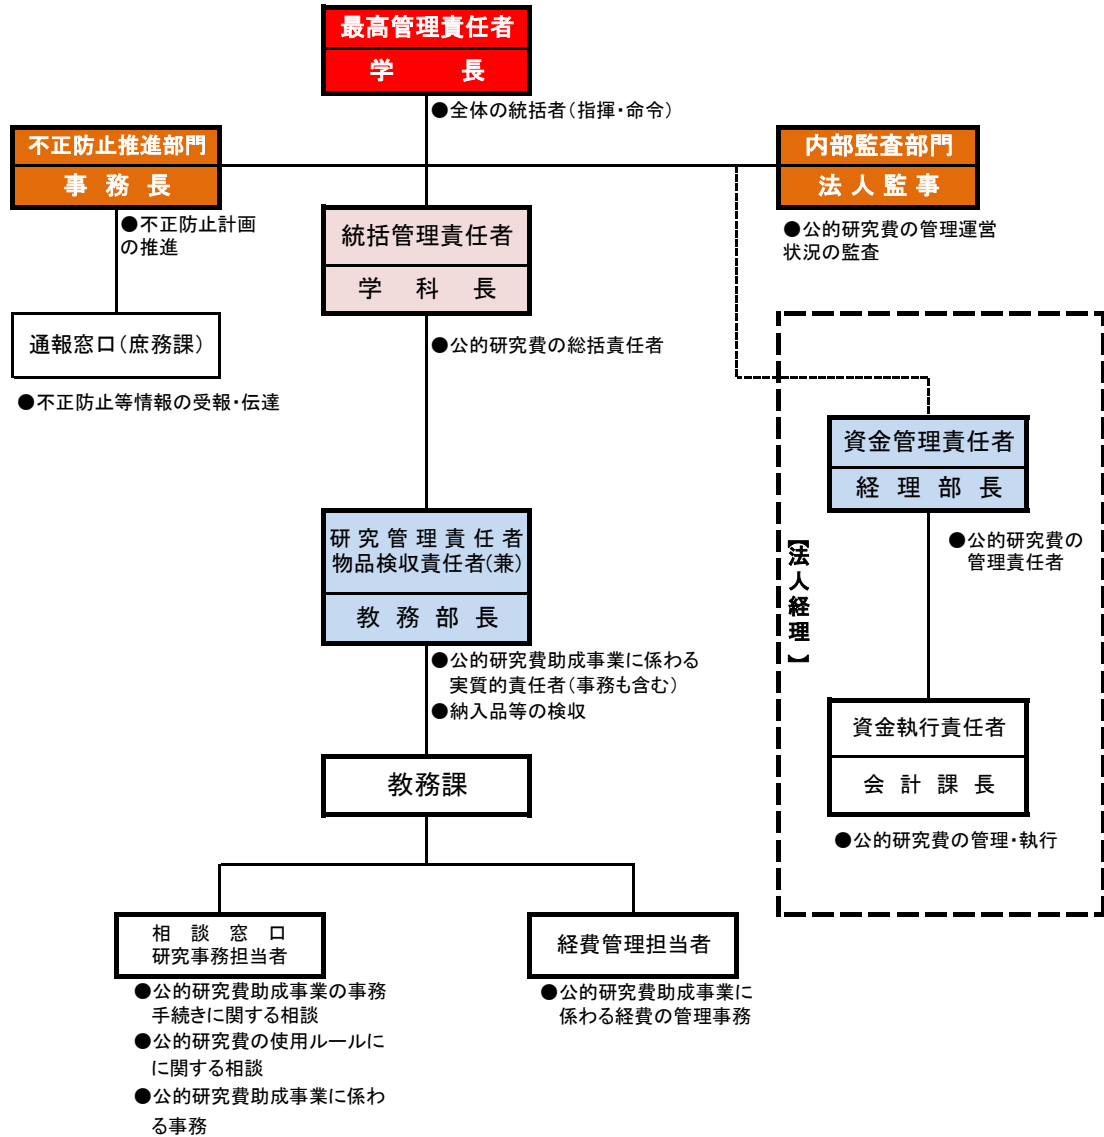 最高管理責任者
学 長
●全体の統括者（指揮・命令）
不正防止推進部門
事 務 長
●不正防止計画
の推進
内部監査部門
法 人 監 事
●公的研究費の管理運営
状況の監査
統括管理責任者
学 科 長
●公的研究費の総括責任者
通報窓口（庶務課）
●不正防止等情報の受報・伝達
【法人経理】
資金管理責任者
経 理 部 長
●公的研究費の
管理責任者
研 究 管 理 責 任 者
物品検収責任者（兼）
教 務 部 長
●公的研究費助成事業に係わる
実質的責任者（事務も含む）
●納入品等の検収
資金執行責任者
会 計 課 長
●公的研究費の管理・執行
教務課
相 談 窓 口
研究事務担当者
●公的研究費助成事業の事務
手続きに関する相談
●公的研究費の使用ルールに
に関する相談
●公的研究費助成事業に係わ
る事務
経費管理担当者
●公的研究費助成事業に
係わる経費の管理事務